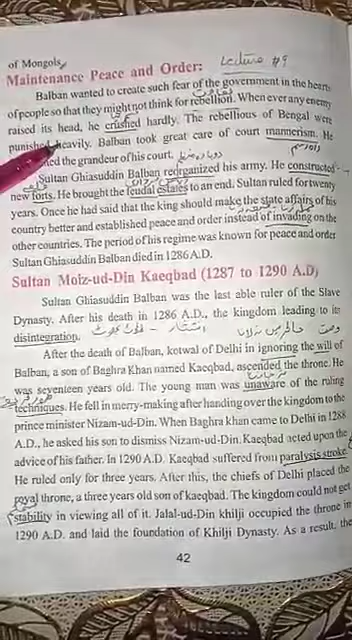 of Mongols,
Maintenance Peace and Order: Lecture #9
Balban wanted to create such fear of the government in the hearts
of people so that they might not think for rebellion. When ever any enemy
raised its head, he crushed hardly. The rebellious of Bengal were
punished heavily. Balban took great care of court mannerism. He
the grandeur of his court.
Sultan Ghiasuddin Balban reorganized his army. He constructed
new forts. He brought the feudal estates to an end. Sultan ruled for twenty
years. Once he had said that the king should make the state affairs of his
country better and established peace and order instead of invading on the
other countries. The period of his regime was known for peace and order
Sultan Ghiasuddin Balban died in 1286 A.D.
Sultan Moiz-ud-Din Kaeqbad (1287 to 1290 A.D)
Sultan Ghiasuddin Balban was the last able ruler of the Slave
Dynasty. After his death in 1286 A.D., the kingdom leading to its
disintegration.
After the death of Balban, kotwal of Delhi in ignoring the will of
Balban, a son of Baghra Khan named Kaeqbad, ascended the throne. He
was seventeen years old. The young man was unaware of the ruling
techniques. He fell in merry-making after handing over the kingdom to the
prince minister Nizam-ud-Din. When Baghra khan came to Delhi in 1288
A.D., he asked his son to dismiss Nizam-ud-Din. Kaeqbad acted upon the
advice of his father. In 1290 A.D. Kaeqbad suffered from paralysis stroke.
He ruled only for three years. After this, the chiefs of Delhi placed the
royal throne, a three years old son of kaeqbad. The kingdom could not get
stability in viewing all of it. Jalal-ud-Din khilji occupied the throne in
1290 A.D. and laid the foundation of Khilji Dynasty. As a result, the
42